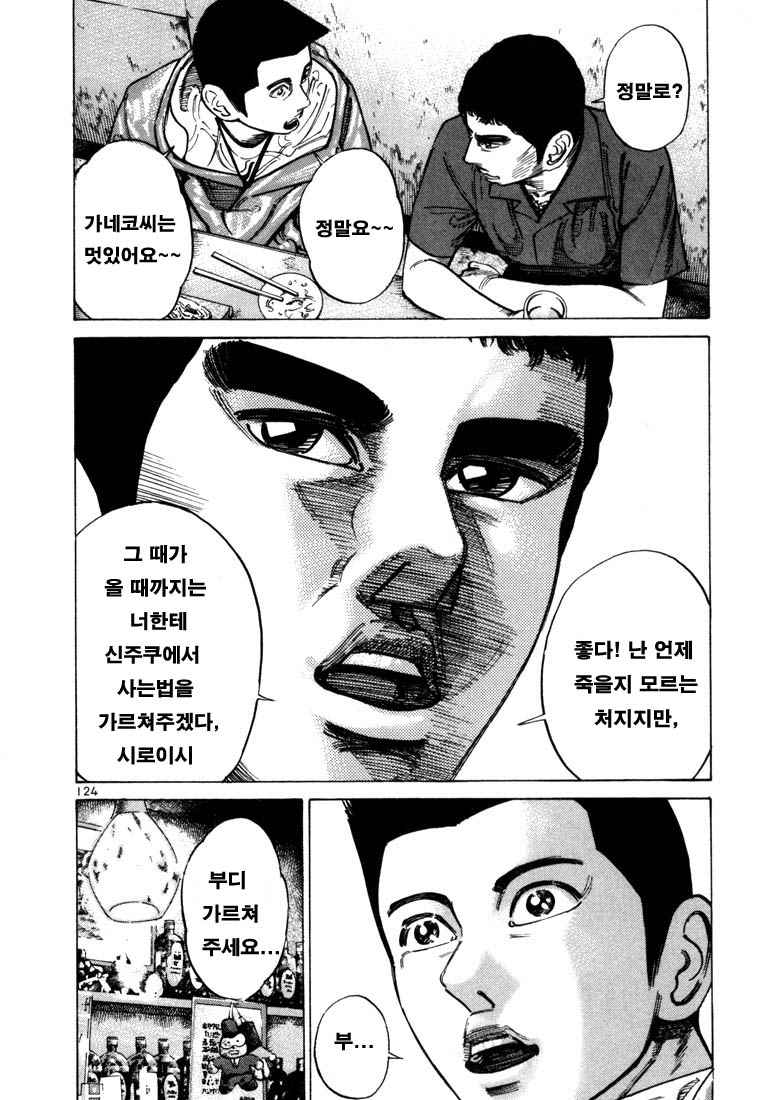 정말로?
정말요~~
가네코씨는
멋있어요~~
좋다! 난 언제
죽을지 모르는
처지지만,
그 때가
올 때까지는
너한테
신주쿠에서
사는법을
가르쳐주겠다,
시로이시
124
부...
부디
가르쳐
주세요...